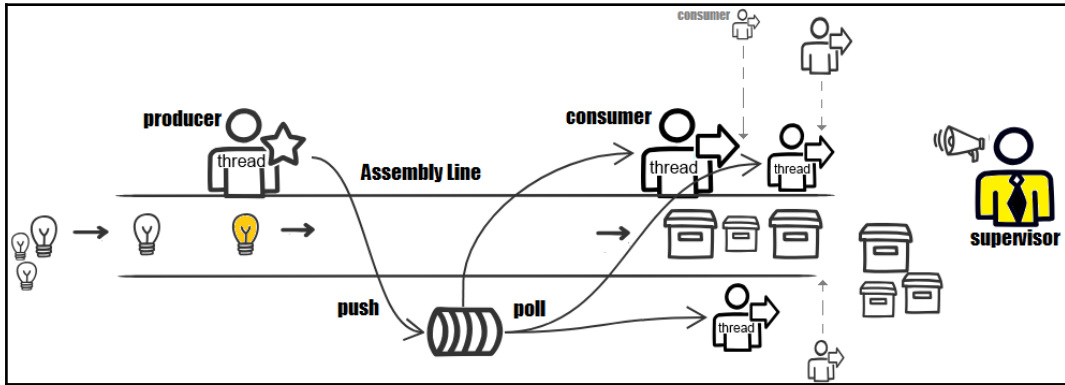 consumer
producer
thread
Assembly Line
consumer
thread
thread
supervisor
push
poll
thread